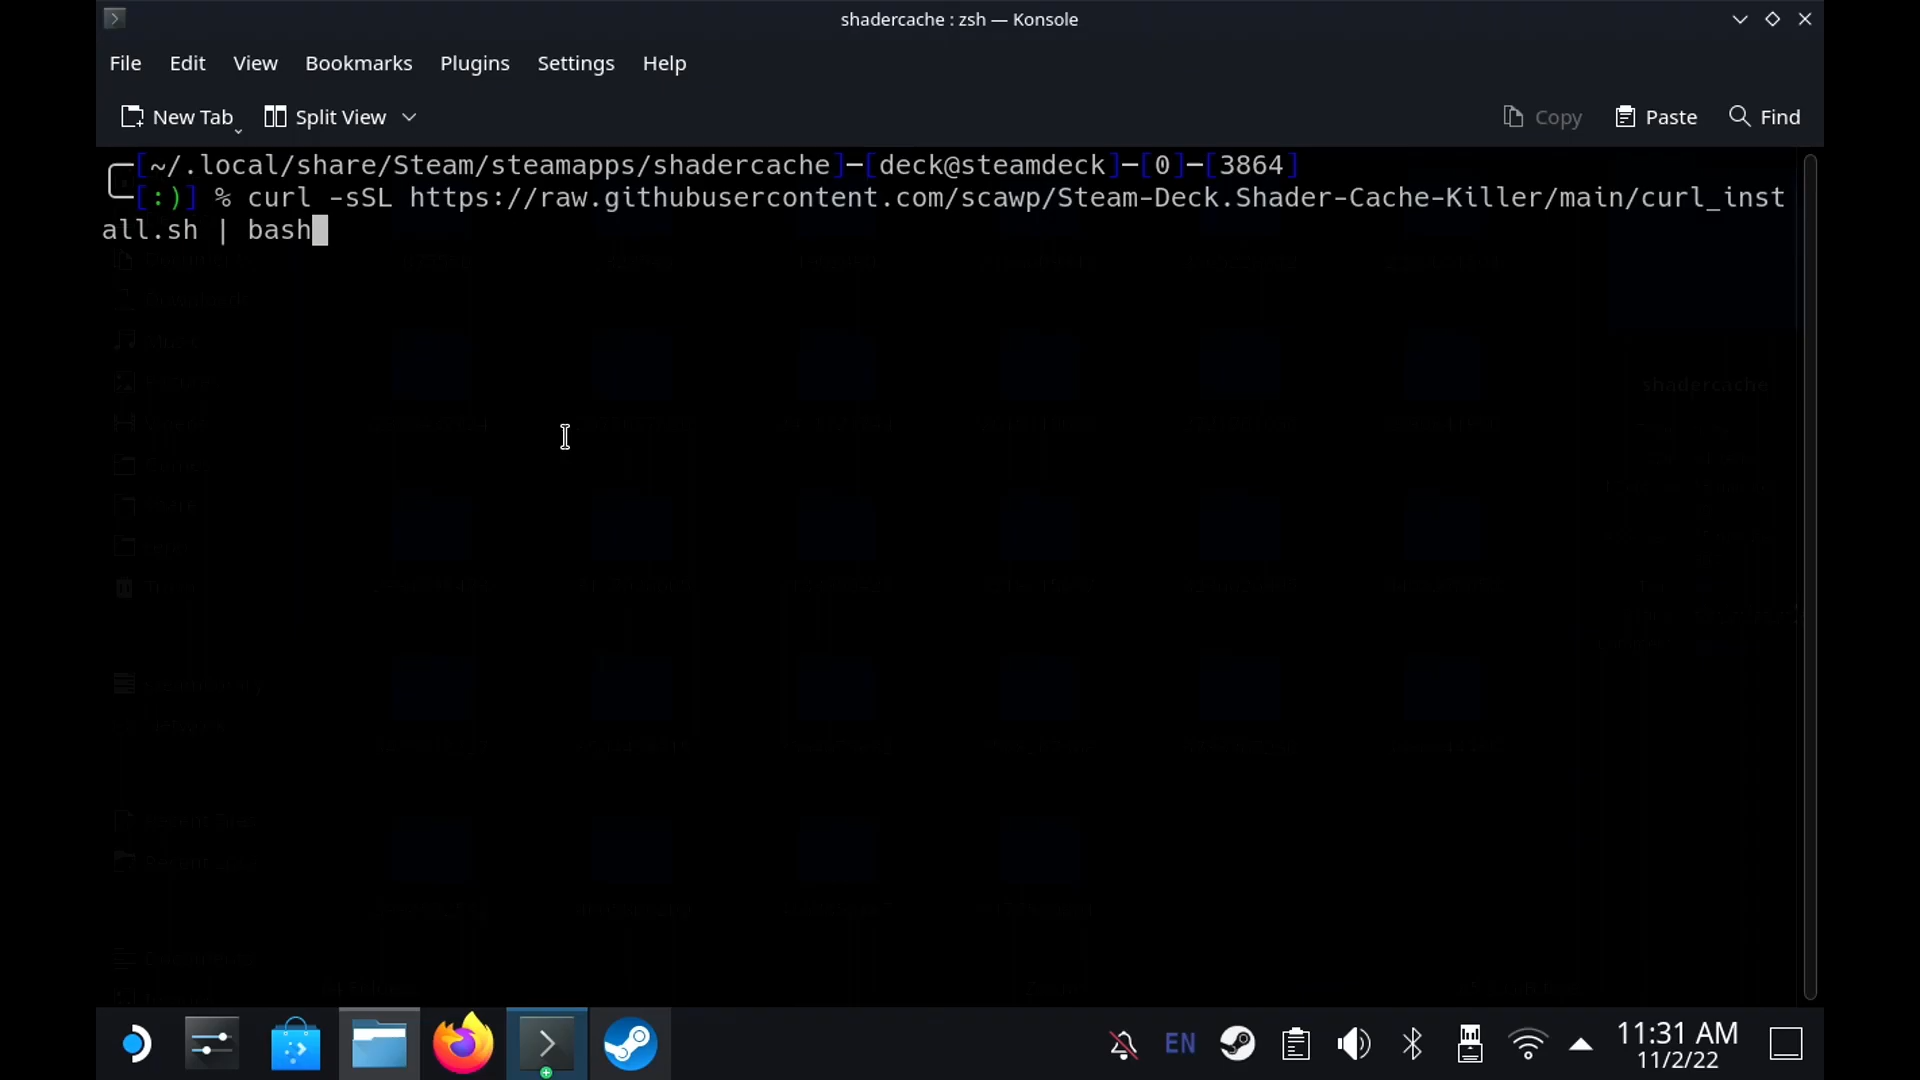 shadercache : zsh — Konsole
File Edit View Bookmarks Plugins Settings Help
New Tab Split View Copy Paste Find
[~/.local/share/Steam/steamapps/shadercache]—[deck@steamdeck]—[0]—[3864]
[:)] % curl -sSL https://raw.githubusercontent.com/scawp/Steam-Deck.Shader-Cache-Killer/main/curl_inst
all.sh | bash
shadercache
EN
11:31 AM
11/2/22